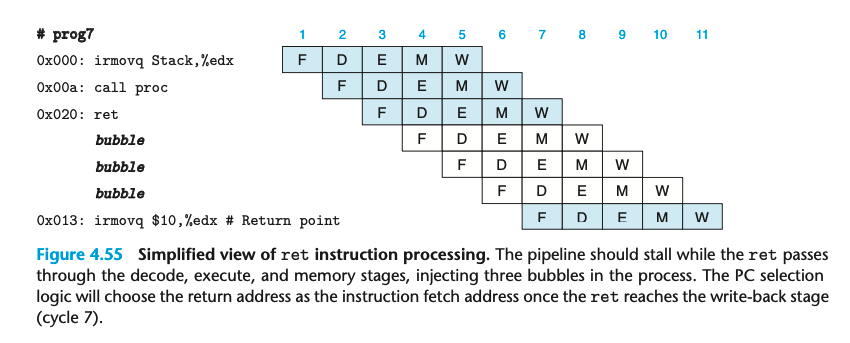 # prog7 1 2 3 4 5 6 7 8 9 10 11
0x000: irmovq Stack,%edx F D E M W
0x00a: call proc F D E M W
0x020: ret F D E M W
bubble F D E M W
bubble F D E M W
bubble F D E M W
0x013: irmovq $10,%edx # Return point F D E M W
Figure 4.55 Simplified view of ret instruction processing. The pipeline should stall while the ret passes
through the decode, execute, and memory stages, injecting three bubbles in the process. The PC selection
logic will choose the return address as the instruction fetch address once the ret reaches the write-back stage
(cycle 7).